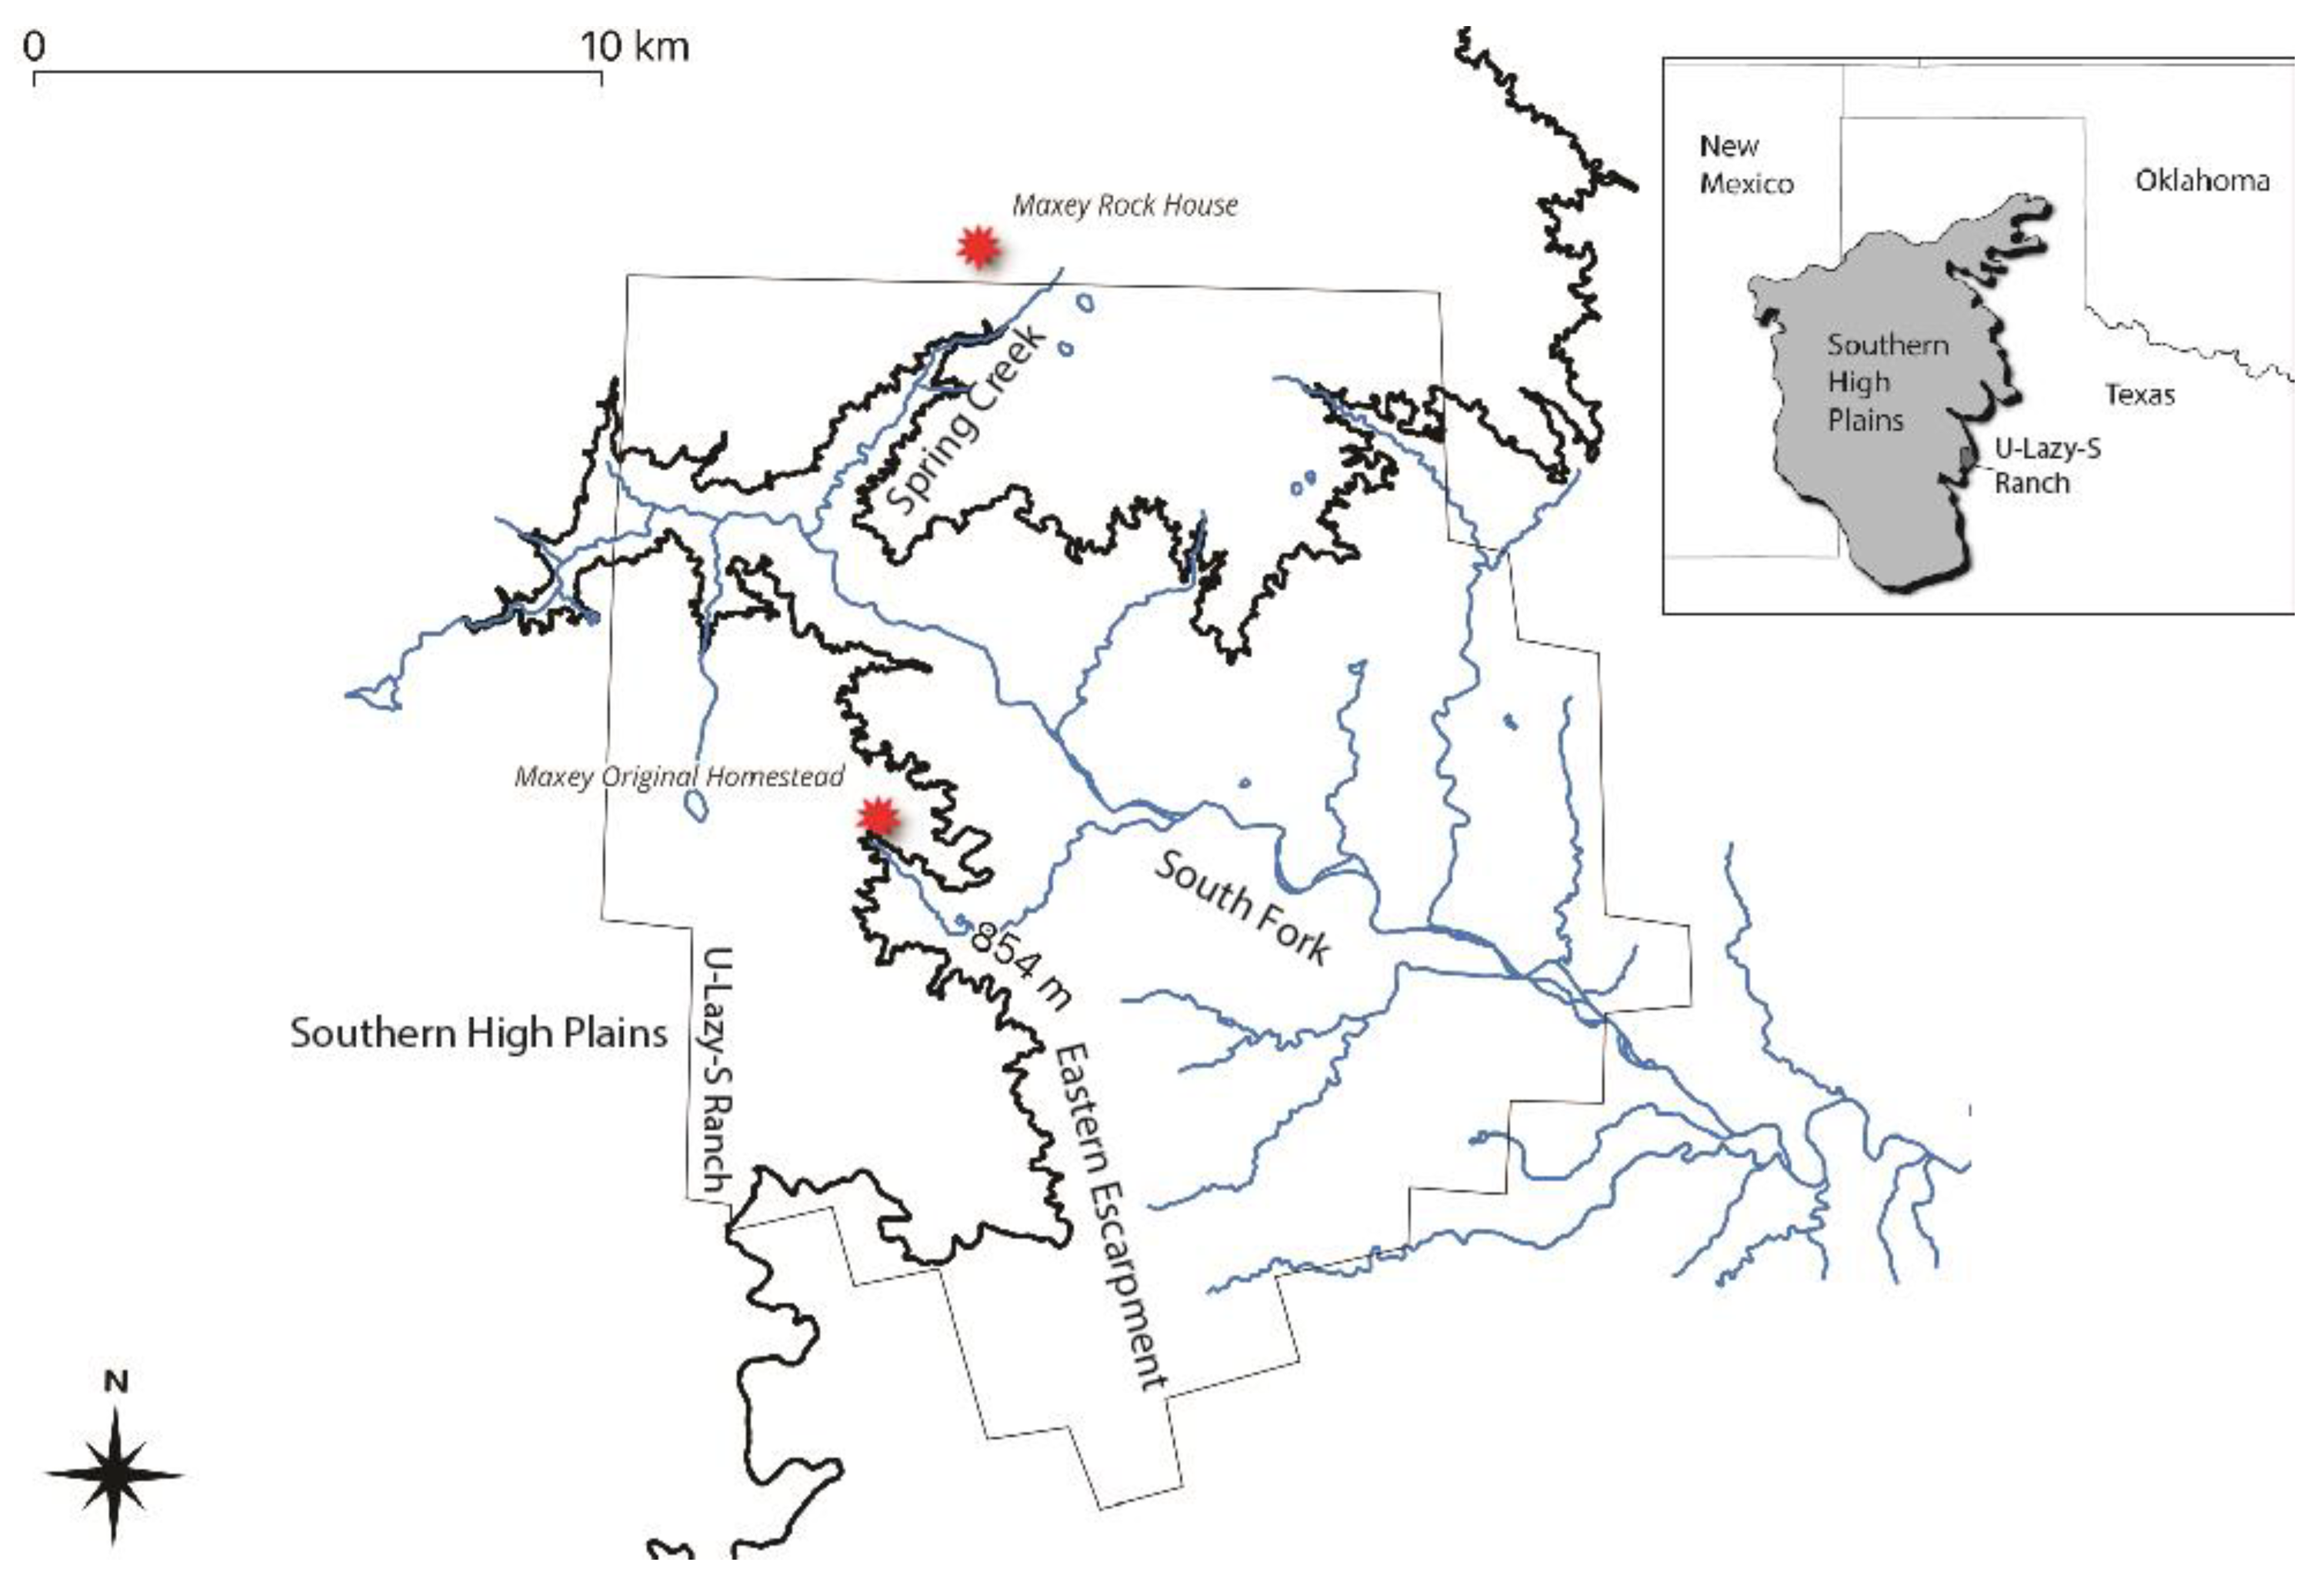 0 10 km
Maxey Rock House
Spring Creek
Maxey Original Homestead
854 m
South Fork
Southern High Plains
U-Lazy-S Ranch
Eastern Escarpment
N
New
Mexico
Oklahoma
Southern
High
Plains
Texas
U-Lazy-S
Ranch